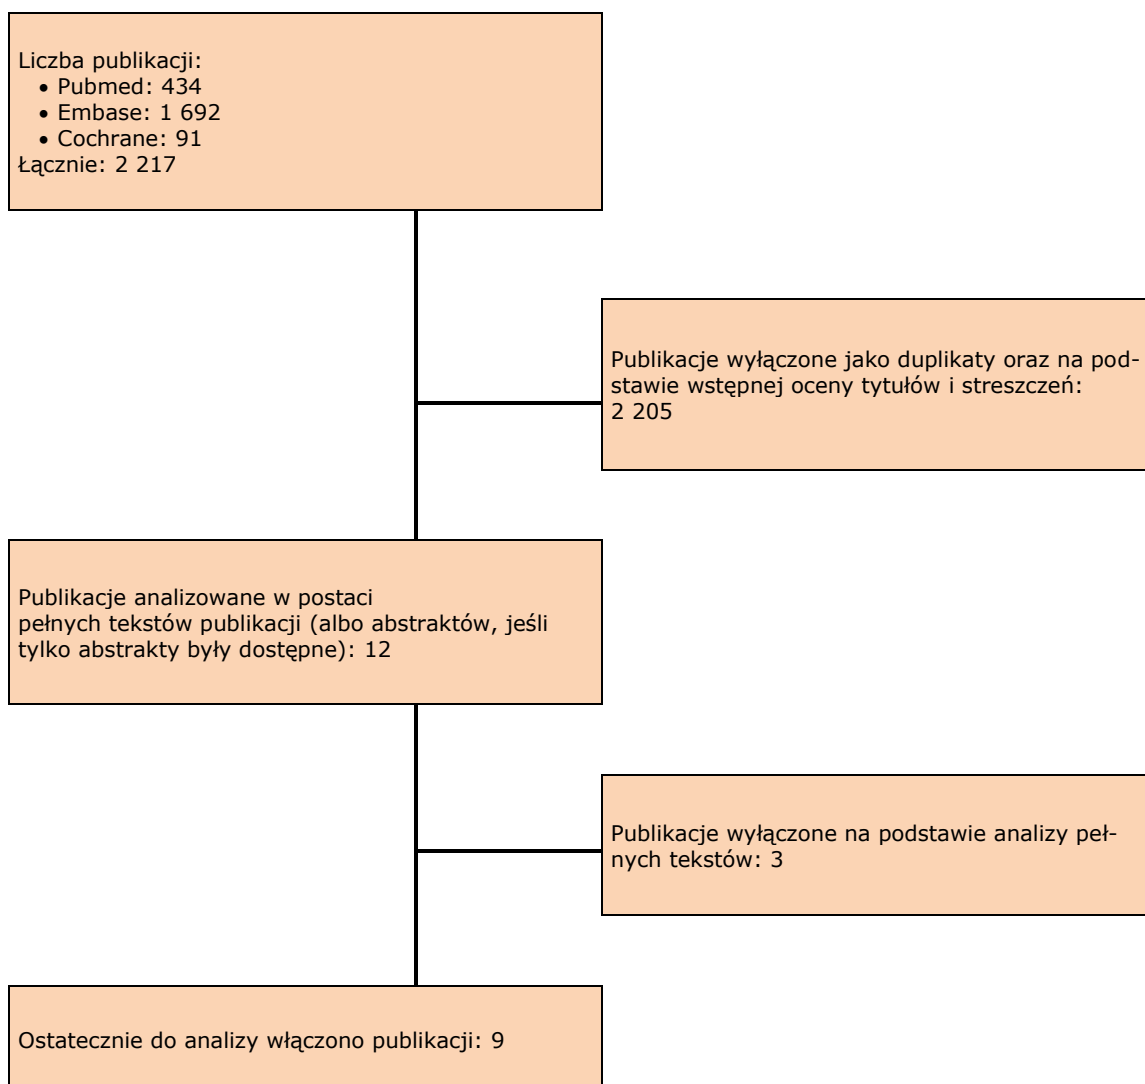 Liczba publikacji:
• Pubmed: 434
• Embase: 1 692
• Cochrane: 91
Łącznie: 2 217
Publikacje wyłączone jako duplikaty oraz na pod-
stawie wstępnej oceny tytułów i streszczeń:
2 205
Publikacje analizowane w postaci
pełnych tekstów publikacji (albo abstraktów, jeśli
tylko abstrakty były dostępne): 12
Publikacje wyłączone na podstawie analizy peł-
nych tekstów: 3
Ostatecznie do analizy włączono publikacji: 9